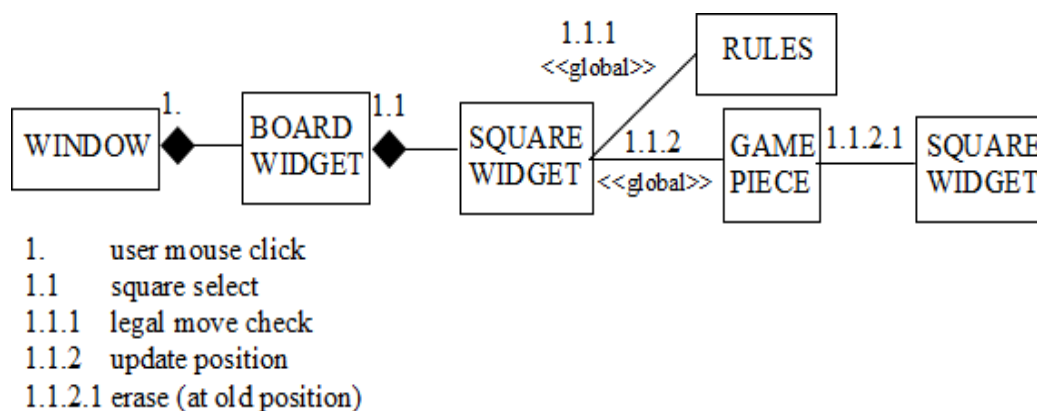 1.1.1
<<global>>
RULES
WINDOW
1.
BOARD
WIDGET
1.1
SQUARE
WIDGET
1.1.2
<<global>>
GAME
PIECE
1.1.2.1
SQUARE
WIDGET
1. user mouse click
1.1 square select
1.1.1 legal move check
1.1.2 update position
1.1.2.1 erase (at old position)